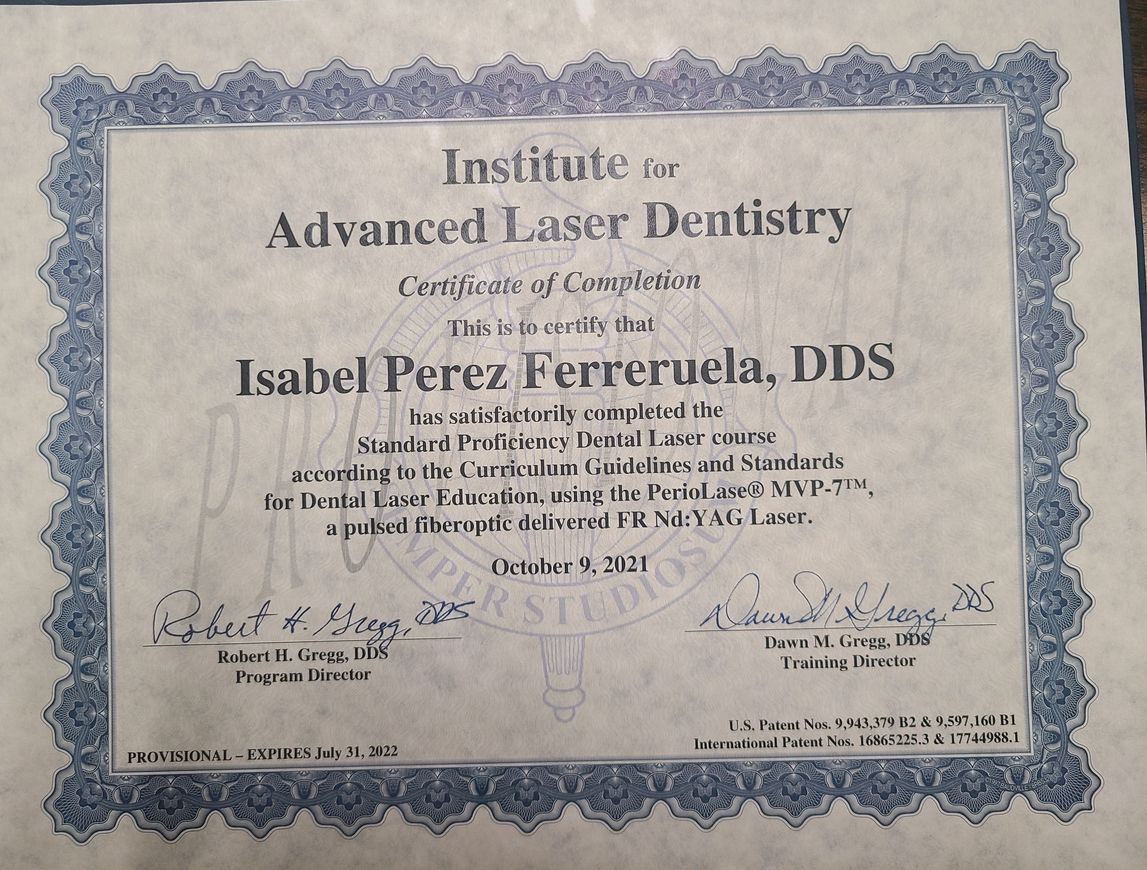 Institute for
Advanced Laser Dentistry
Certificate of Completion
This is to certify that
Isabel Perez Ferreruela, DDS
has satisfactorily completed the
Standard Proficiency Dental Laser course
according to the Curriculum Guidelines and Standards
for Dental Laser Education, using the PerioLase® MVP-7™,
a pulsed fiberoptic delivered FR Nd:YAG Laser.
October 9, 2021
PROVISIONAL
SEMPER STUDIOSUM
Robert H. Gregg, DDS
Robert H. Gregg, DDS
Program Director
Dawn M Gregg, DDS
Dawn M. Gregg, DDS
Training Director
PROVISIONAL – EXPIRES July 31, 2022
U.S. Patent Nos. 9,943,379 B2 & 9,597,160 B1
International Patent Nos. 16865225.3 & 17744988.1